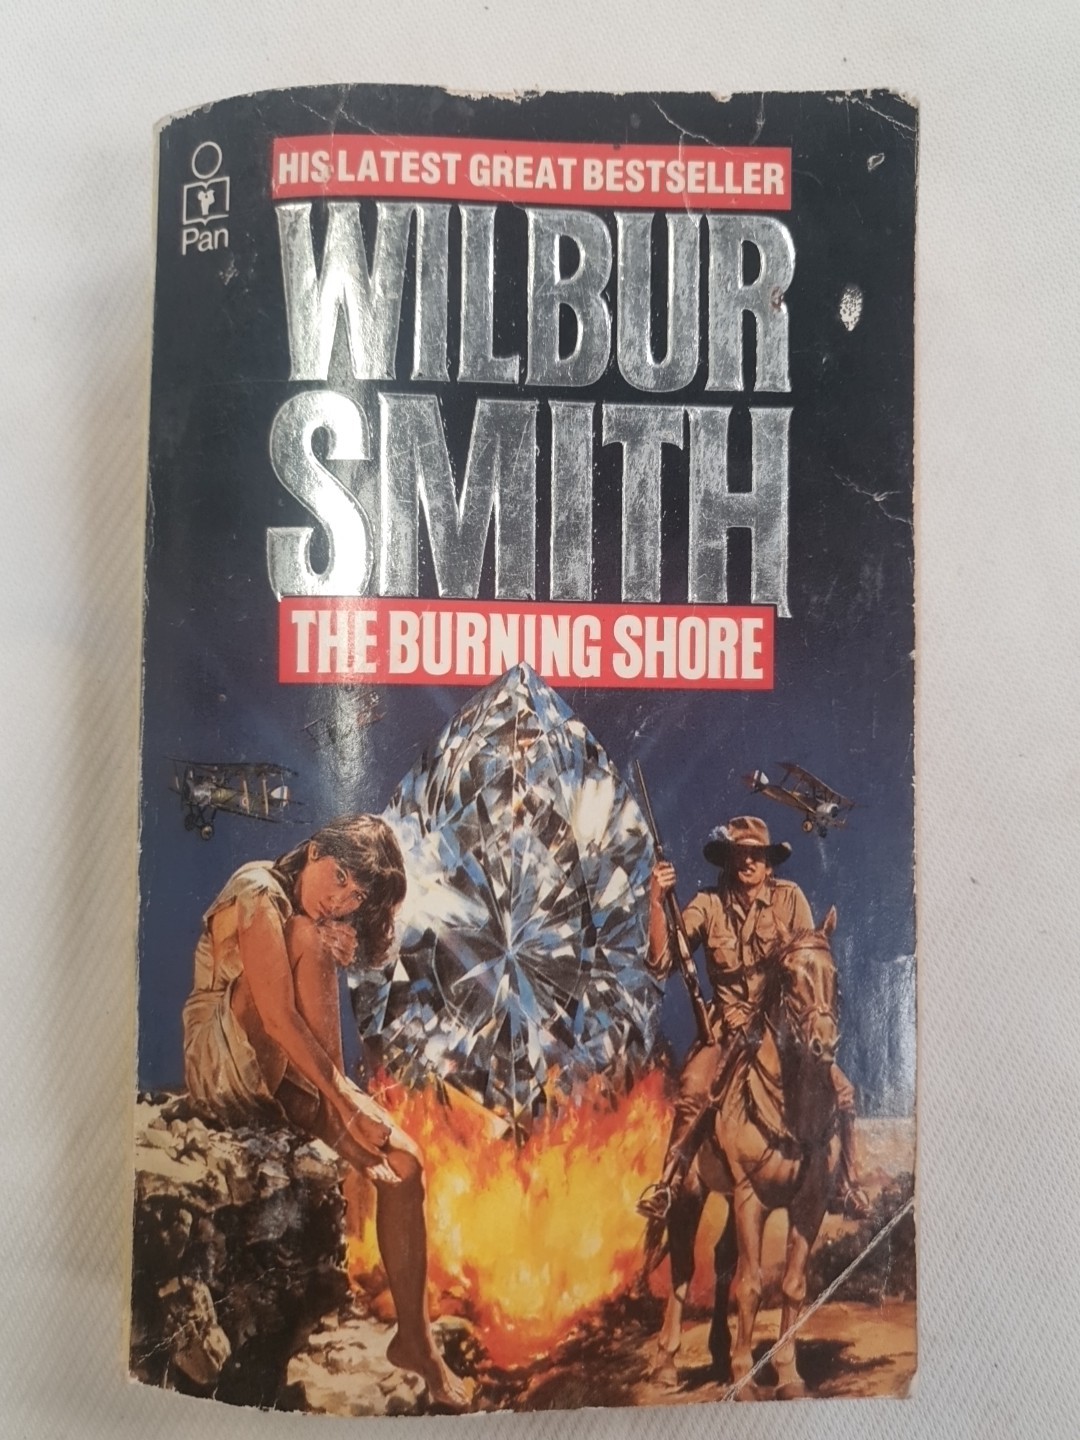 HIS LATEST GREAT BESTSELLER
Pan
WILBUR
SMITH
THE BURNING SHORE